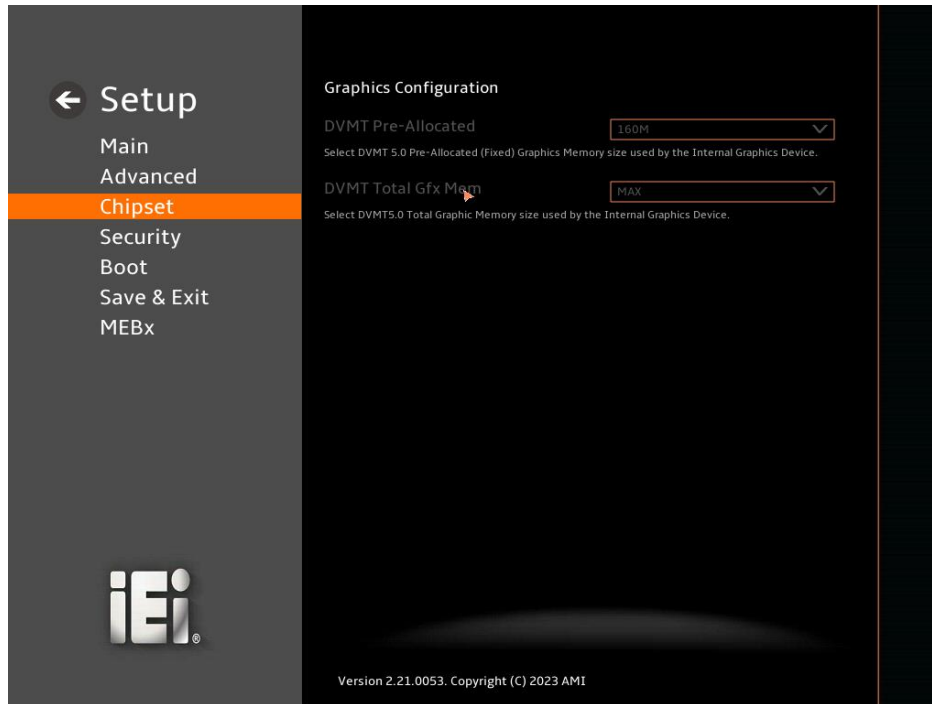 Setup
Main
Advanced
Chipset
Security
Boot
Save & Exit
MEBx
iEi®
Graphics Configuration
DVMT Pre-Allocated
160M
Select DVMT 5.0 Pre-Allocated (Fixed) Graphics Memory size used by the Internal Graphics Device.
DVMT Total Gfx Mem
MAX
Select DVMT5.0 Total Graphic Memory size used by the Internal Graphics Device.
Version 2.21.0053. Copyright (C) 2023 AMI